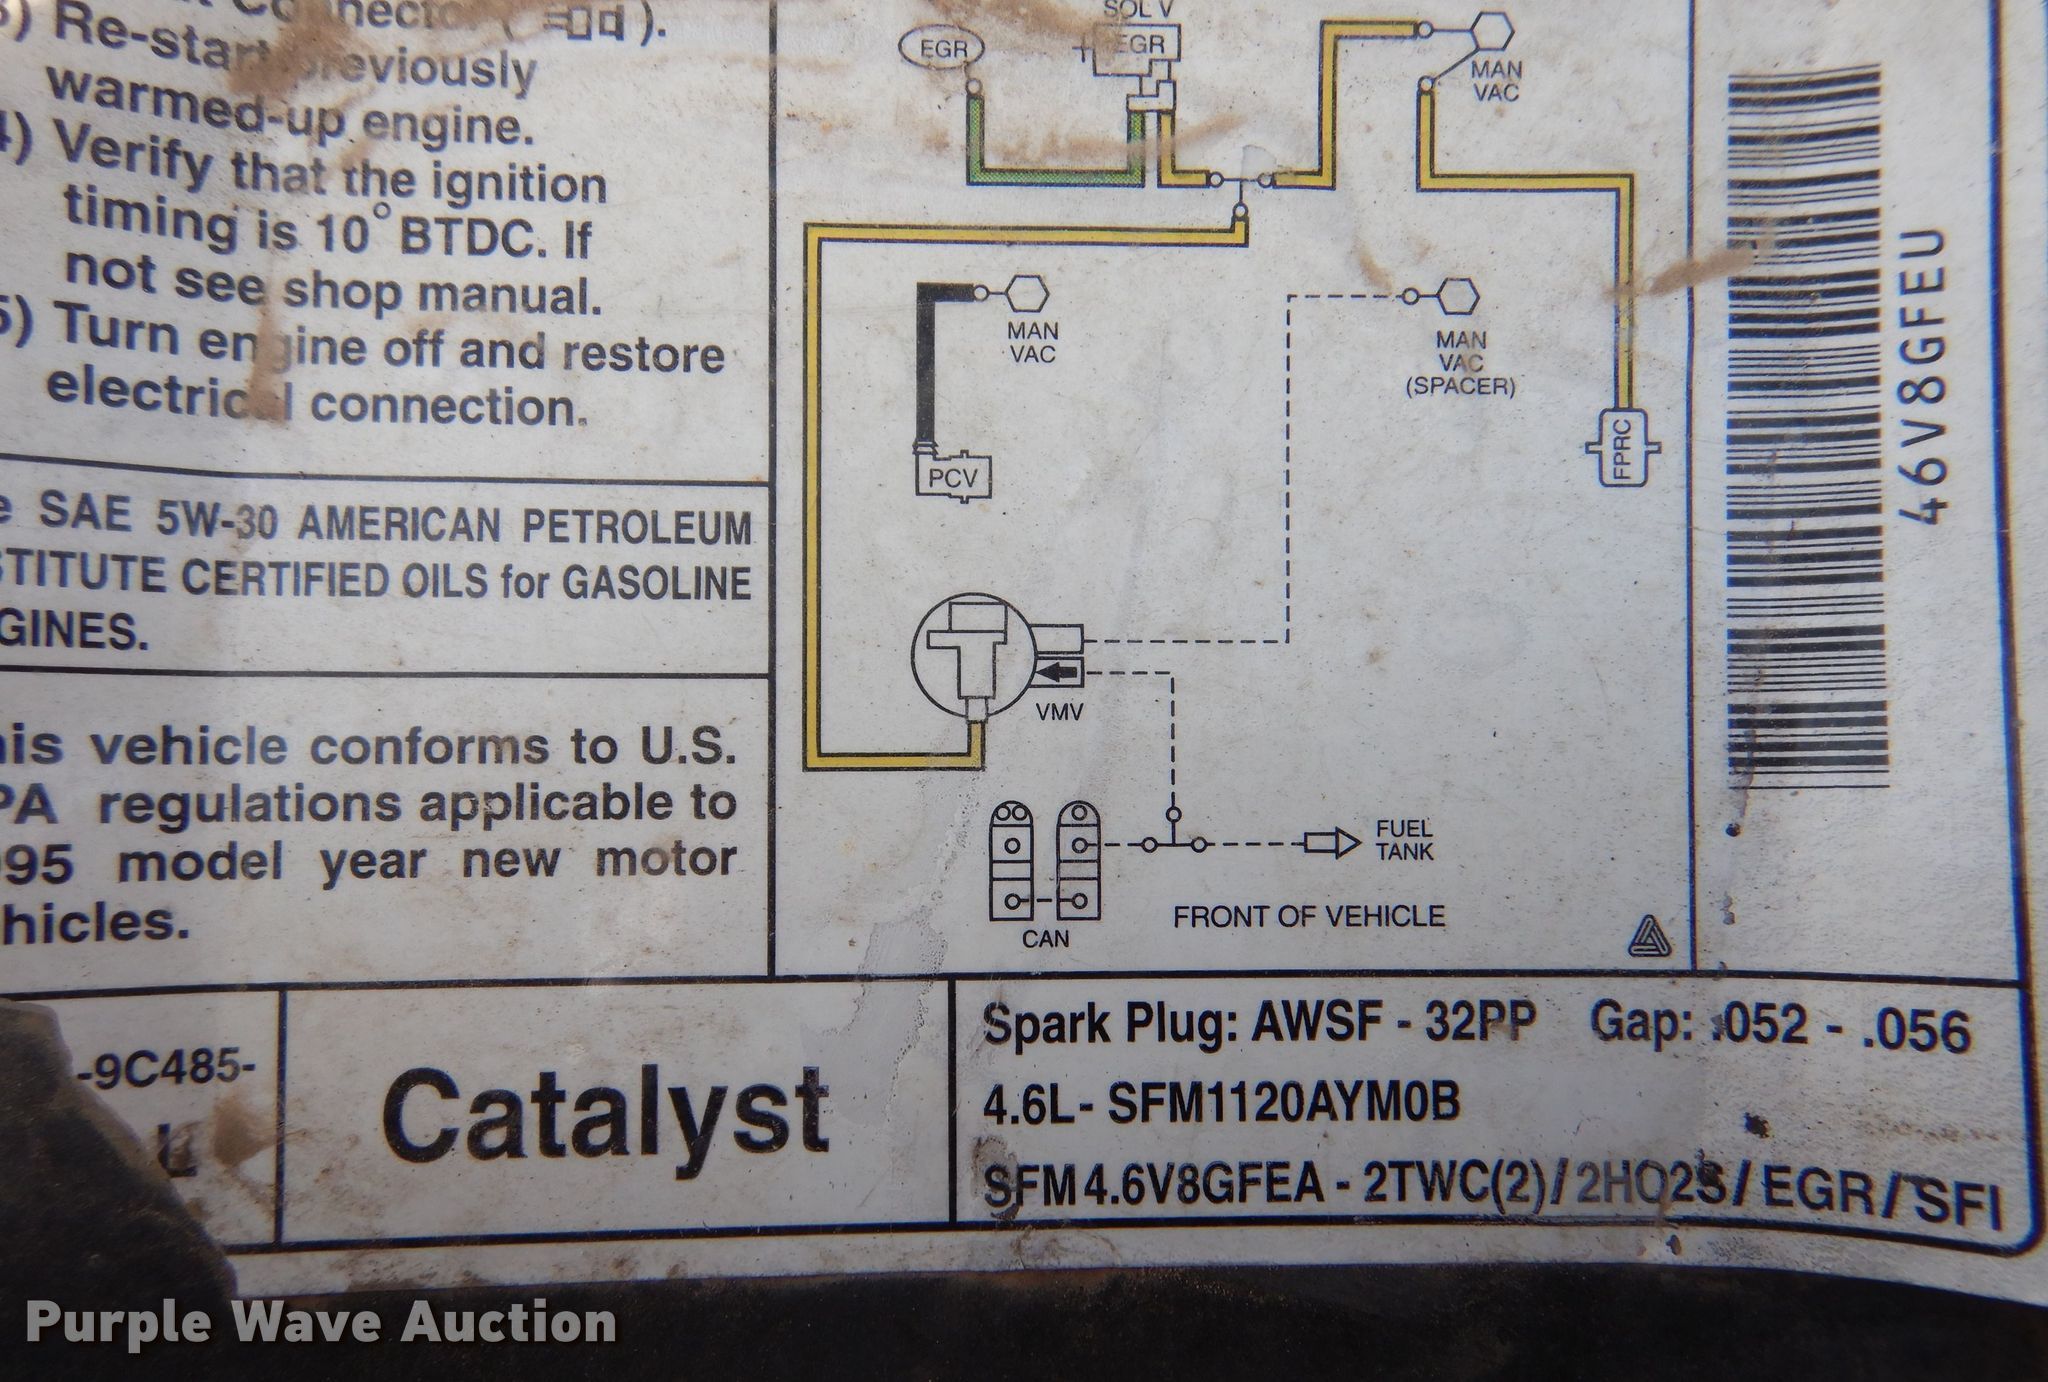 Re-start previously
warmed-up engine.
4) Verify that the ignition
timing is 10° BTDC. If
not see shop manual.
5) Turn engine off and restore
electrical connection.
SAE 5W-30 AMERICAN PETROLEUM
STITUTE CERTIFIED OILS for GASOLINE
GINES.
his vehicle conforms to U.S.
PA regulations applicable to
995 model year new motor
hicles.
-9C485-
Catalyst
EGR
SOL V
EGR
MAN
VAC
MAN
VAC
MAN
VAC
(SPACER)
FPRC
PCV
VMV
FUEL
TANK
CAN
FRONT OF VEHICLE
46V8GFEU
Spark Plug: AWSF - 32PP Gap: .052 - .056
4.6L- SFM1120AYM0B
SFM4.6V8GFEA - 2TWC(2)/2HO2S/EGR/SFI
Purple Wave Auction